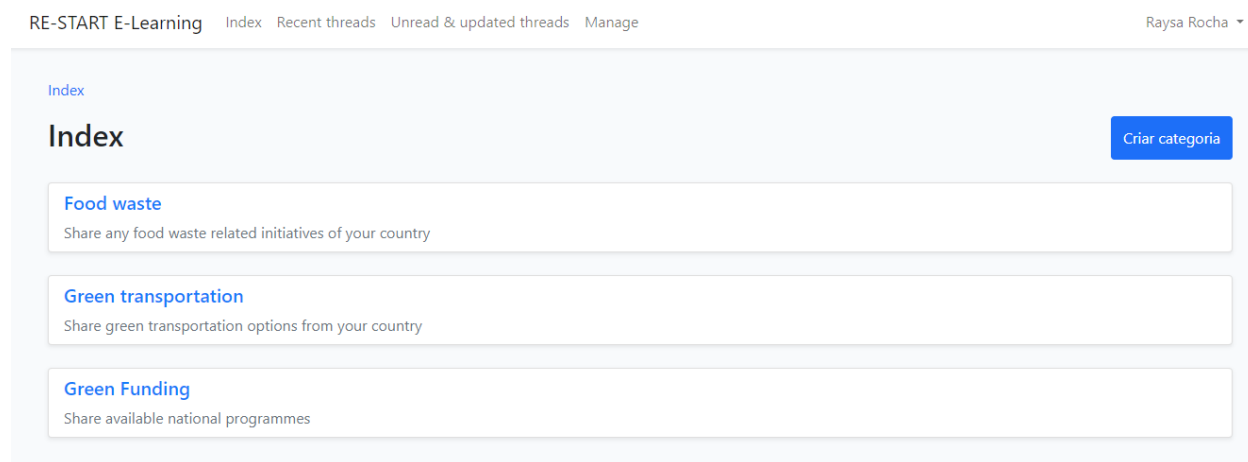 RE-START E-Learning Index Recent threads Unread & updated threads Manage Raysa Rocha
Index
Index
Criar categoria
Food waste
Share any food waste related initiatives of your country
Green transportation
Share green transportation options from your country
Green Funding
Share available national programmes